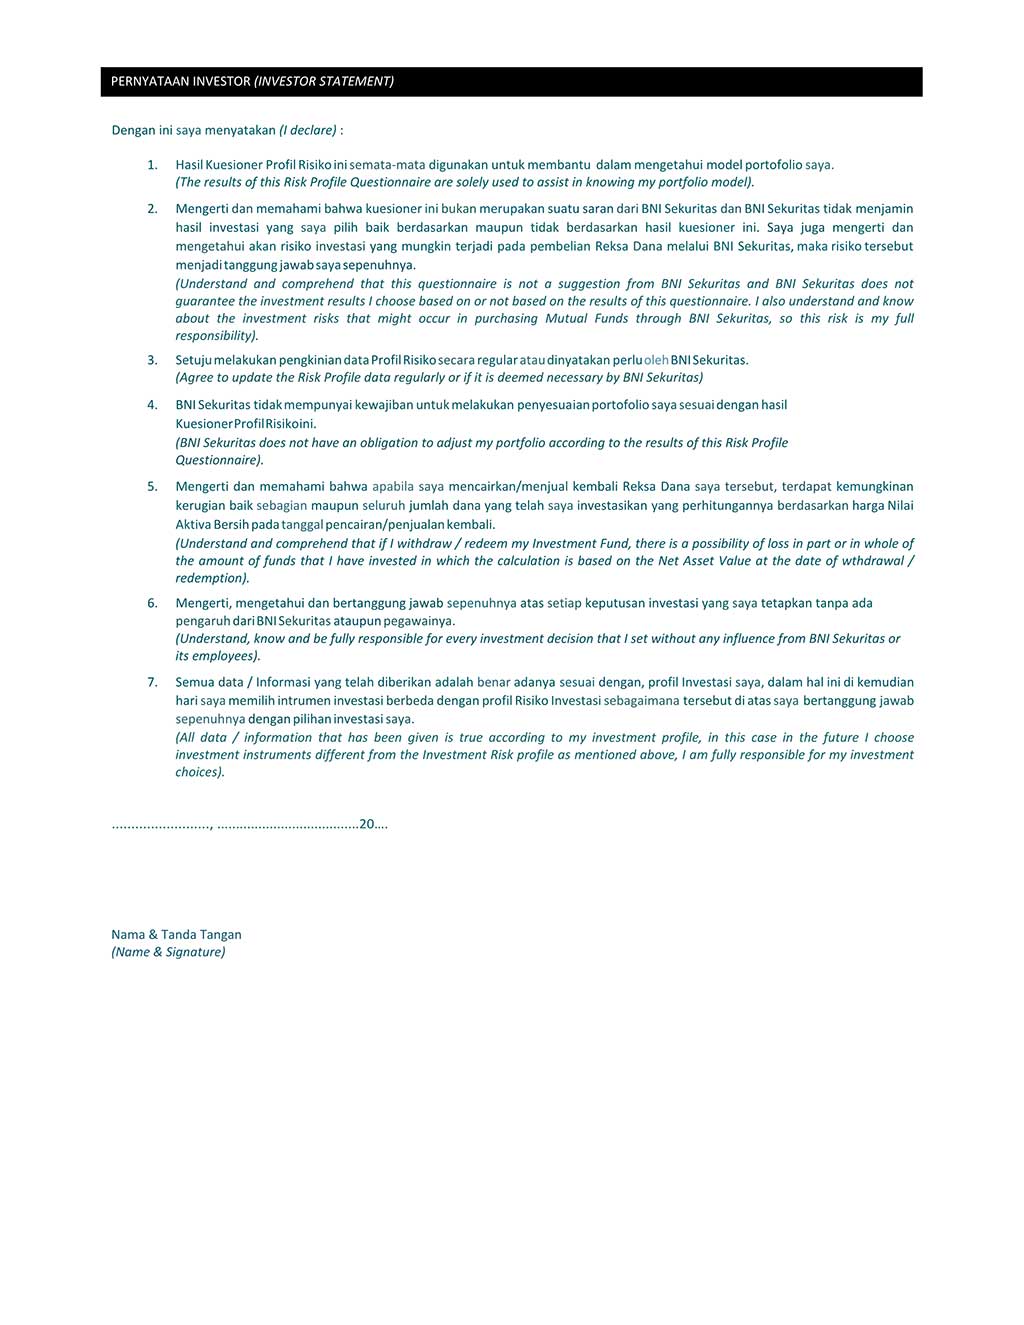 PERNYATAAN INVESTOR (INVESTOR STATEMENT)
Dengan ini saya menyatakan (I declare) :
1. Hasil Kuesioner Profil Risiko ini semata-mata digunakan untuk membantu dalam mengetahui model portofolio saya.
(The results of this Risk Profile Questionnaire are solely used to assist in knowing my portfolio model).
2. Mengerti dan memahami bahwa kuesioner ini bukan merupakan suatu saran dari BNI Sekuritas dan BNI Sekuritas tidak menjamin
hasil investasi yang saya pilih baik berdasarkan maupun tidak berdasarkan hasil kuesioner ini. Saya juga mengerti dan
mengetahui akan risiko investasi yang mungkin terjadi pada pembelian Reksa Dana melalui BNI Sekuritas, maka risiko tersebut
menjadi tanggung jawab saya sepenuhnya.
(Understand and comprehend that this questionnaire is not a suggestion from BNI Sekuritas and BNI Sekuritas does not
guarantee the investment results I choose based on or not based on the results of this questionnaire. I also understand and know
about the investment risks that might occur in purchasing Mutual Funds through BNI Sekuritas, so this risk is my full
responsibility).
3. Setuju melakukan pengkinian data Profil Risiko secara regular atau dinyatakan perlu oleh BNI Sekuritas.
(Agree to update the Risk Profile data regularly or if it is deemed necessary by BNI Sekuritas)
4. BNI Sekuritas tidak mempunyai kewajiban untuk melakukan penyesuaian portofolio saya sesuai dengan hasil
Kuesioner Profil Risiko ini.
(BNI Sekuritas does not have an obligation to adjust my portfolio according to the results of this Risk Profile
Questionnaire).
5. Mengerti dan memahami bahwa apabila saya mencairkan/menjual kembali Reksa Dana saya tersebut, terdapat kemungkinan
kerugian baik sebagian maupun seluruh jumlah dana yang telah saya investasikan yang perhitungannya berdasarkan harga Nilai
Aktiva Bersih pada tanggal pencairan/penjualan kembali.
(Understand and comprehend that if I withdraw / redeem my Investment Fund, there is a possibility of loss in part or in whole of
the amount of funds that I have invested in which the calculation is based on the Net Asset Value at the date of wthdrawal /
redemption).
6. Mengerti, mengetahui dan bertanggung jawab sepenuhnya atas setiap keputusan investasi yang saya tetapkan tanpa ada
pengaruh dari BNI Sekuritas ataupun pegawainya.
(Understand, know and be fully responsible for every investment decision that I set without any influence from BNI Sekuritas or
its employees).
7. Semua data / Informasi yang telah diberikan adalah benar adanya sesuai dengan, profil Investasi saya, dalam hal ini di kemudian
hari saya memilih intrumen investasi berbeda dengan profil Risiko Investasi sebagaimana tersebut di atas saya bertanggung jawab
sepenuhnya dengan pilihan investasi saya.
(All data / information that has been given is true according to my investment profile, in this case in the future I choose
investment instruments different from the Investment Risk profile as mentioned above, I am fully responsible for my investment
choices).
........................., ......................................20....
Nama & Tanda Tangan
(Name & Signature)